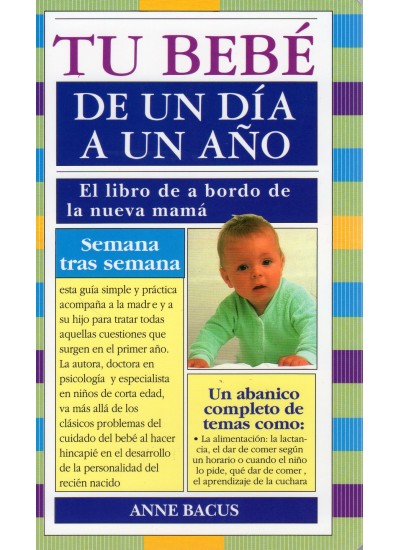 TU BEBÉ
DE UN DÍA
A UN AÑO
El libro de a bordo de
la nueva mamá
Semana
tras semana
esta guía simple y práctica
acompaña a la madre y a
su hijo para tratar todas
aquellas cuestiones que
surgen en el primer año.
La autora, doctora en
psicología y especialista
en niños de corta edad,
va más allá de los
clásicos problemas del
cuidado del bebé al hacer
hincapié en el desarrollo
de la personalidad del
recién nacido
Un abanico
completo de
temas como:
• La alimentación: la lactan-
cia, el dar de comer según
un horario o cuando el niño
lo pide, qué dar de comer ,
el aprendizaje de la cuchara
ANNE BACUS